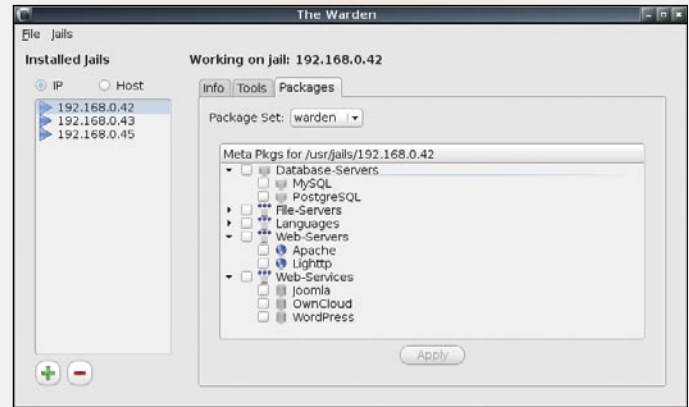 The Warden
File Jails
Installed Jails
Working on jail: 192.168.0.42
IP Host
Info Tools Packages
192.168.0.42
192.168.0.43
192.168.0.45
Package Set: warden
Meta Pkgs for /usr/jails/192.168.0.42
Database-Servers
MySQL
PostgreSQL
File-Servers
Languages
Web-Servers
Apache
Lighttp
Web-Services
Joomla
OwnCloud
WordPress
Apply